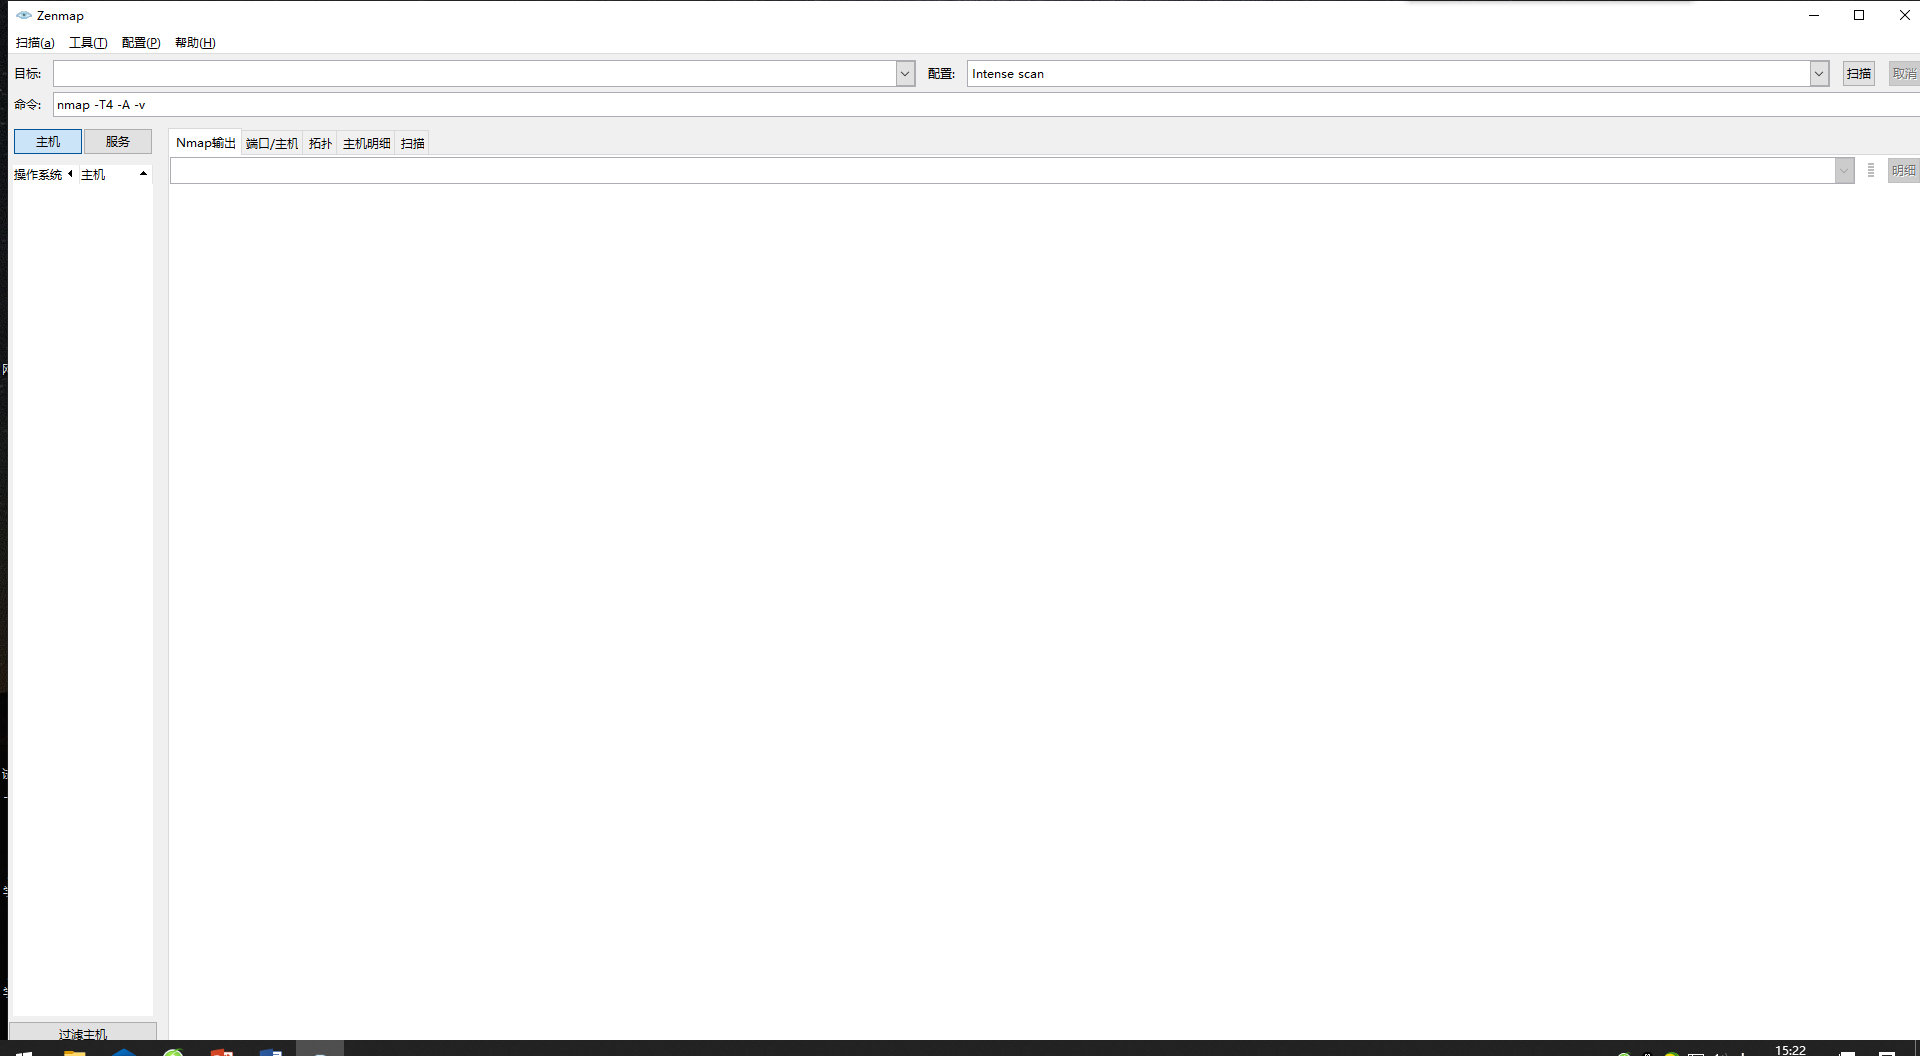 Zenmap
扫描(a) 工具(T) 配置(P) 帮助(H)
目标: 配置: Intense scan 扫描 取消
命令: nmap -T4 -A -v
主机 服务 Nmap输出 端口/主机 拓扑 主机明细 扫描
操作系统 主机 明细
过滤主机
15:22